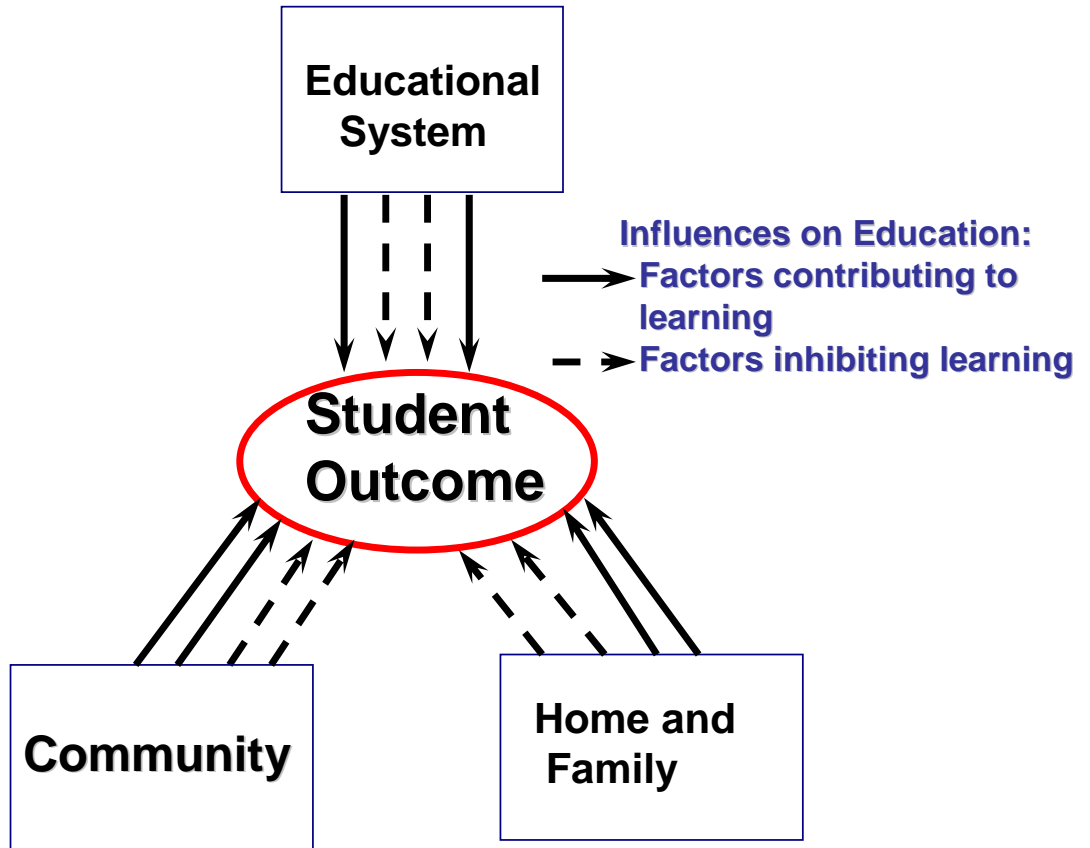 Educational
System
Influences on Education:
Factors contributing to
learning
Factors inhibiting learning
Student
Outcome
Community
Home and
Family